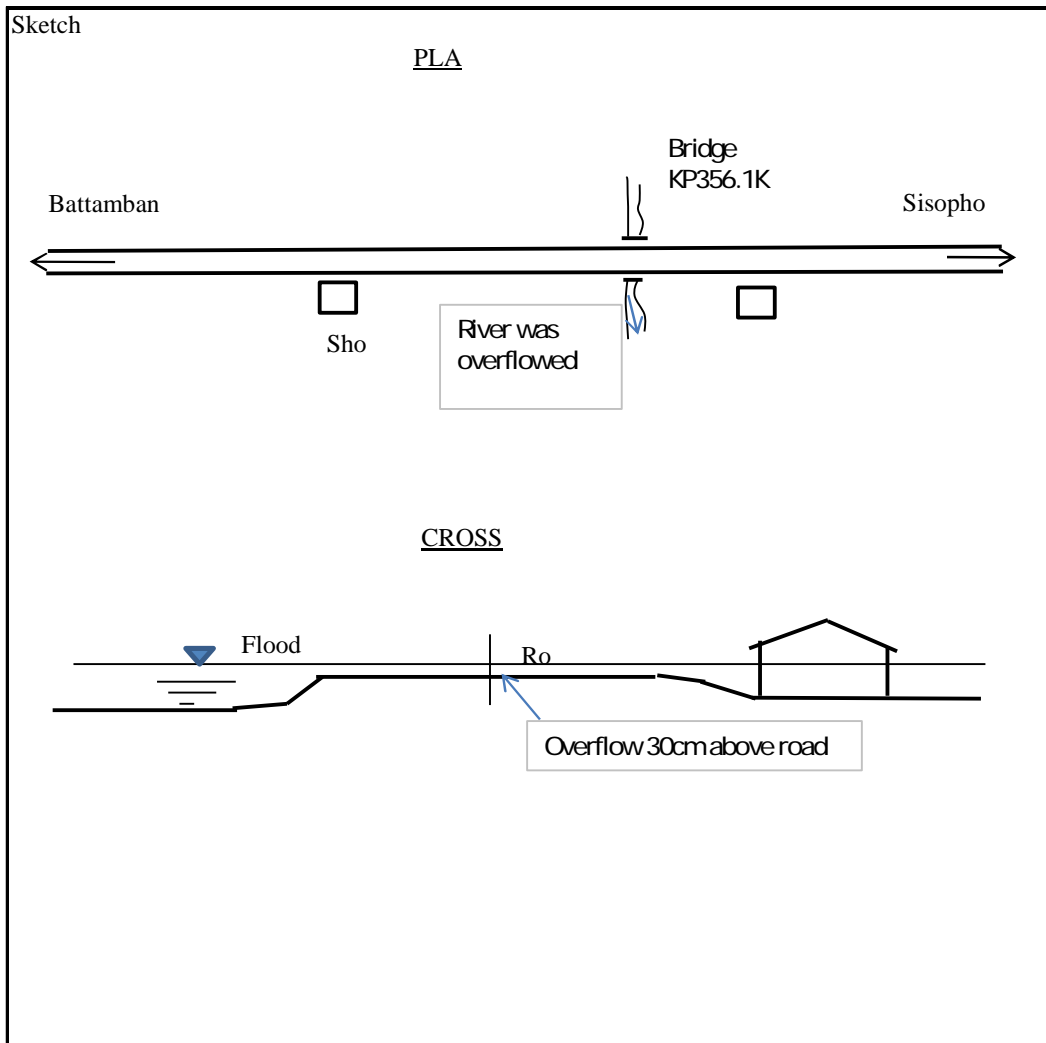 Sketch
PLA
Bridge
KP356.1K
Battamban
Sisopho
Sho
River was
overflowed
CROSS
Flood
Ro
Overflow 30cm above road